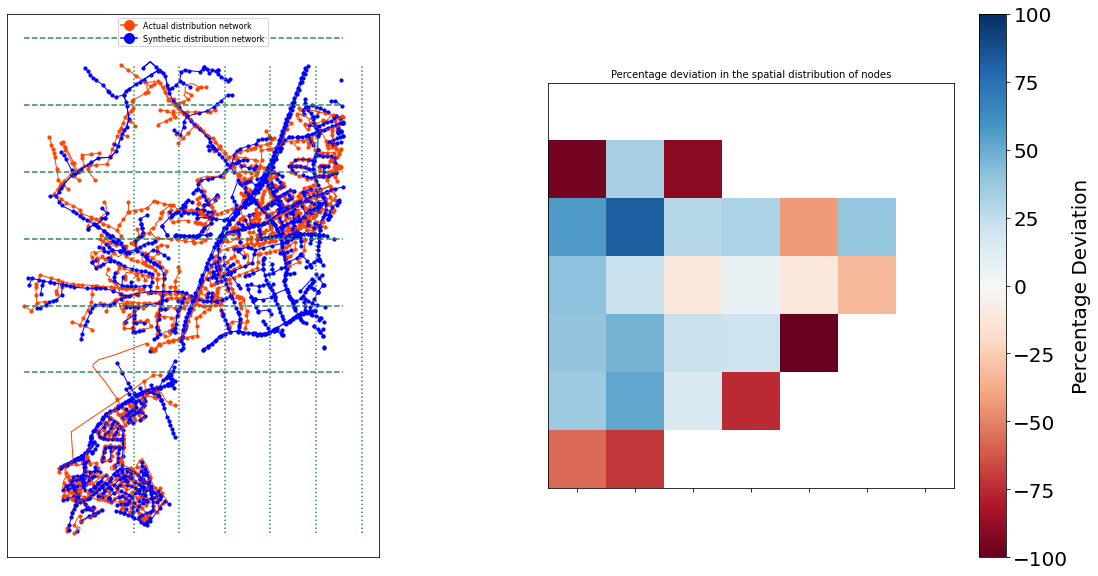 Actual distribution network
Synthetic distribution network
Percentage deviation in the spatial distribution of nodes
100
75
50
25
0
−25
−50
−75
−100
Percentage Deviation